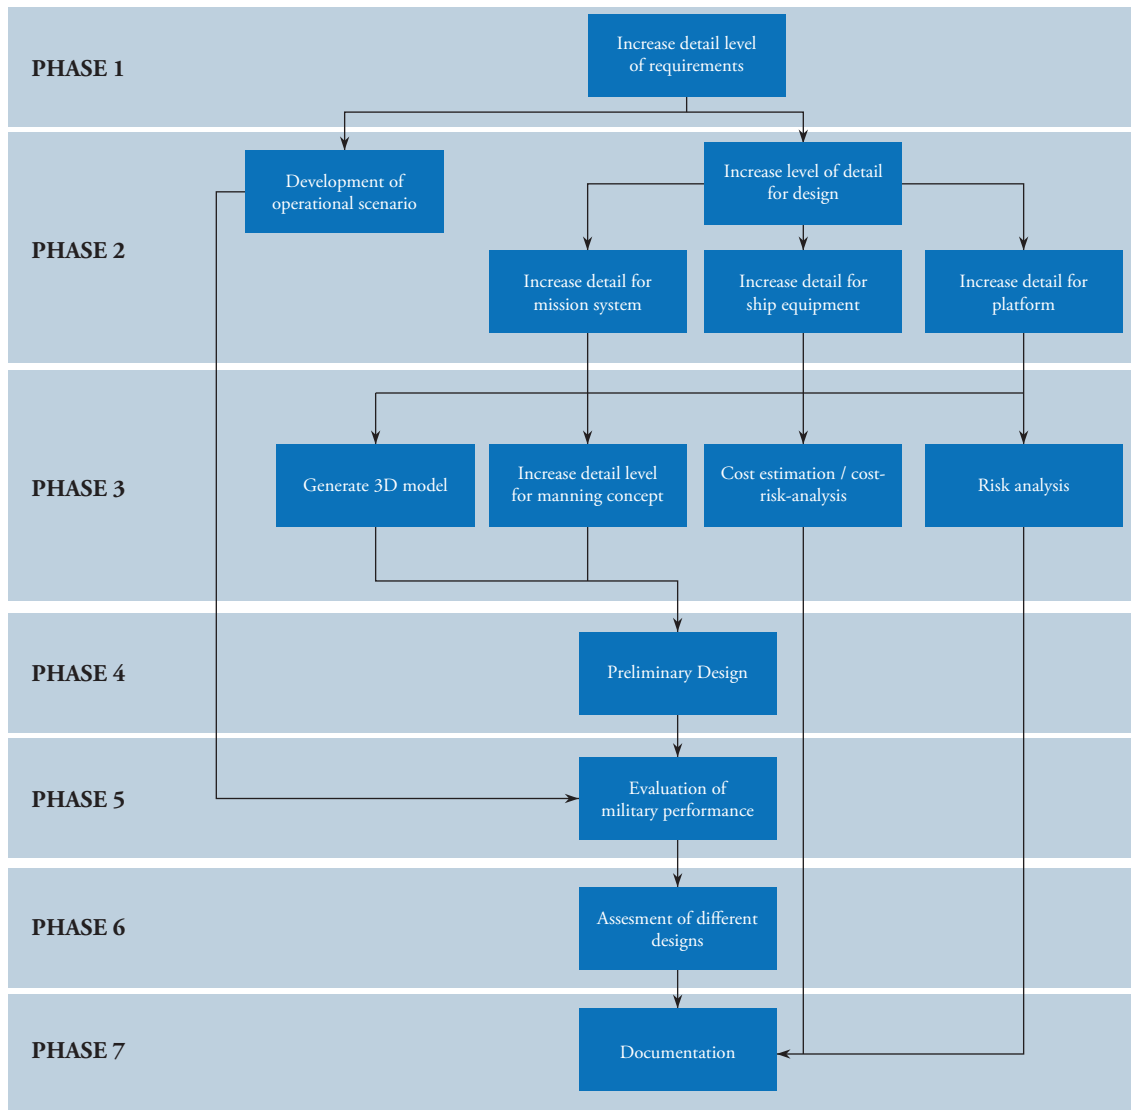 PHASE 1
Increase detail level
of requirements
PHASE 2
Development of
operational scenario
Increase level of detail
for design
Increase detail for
mission system
Increase detail for
ship equipment
Increase detail for
platform
PHASE 3
Generate 3D model
Increase detail level
for manning concept
Cost estimation / cost-
risk-analysis
Risk analysis
PHASE 4
Preliminary Design
PHASE 5
Evaluation of
military performance
PHASE 6
Assesment of different
designs
PHASE 7
Documentation